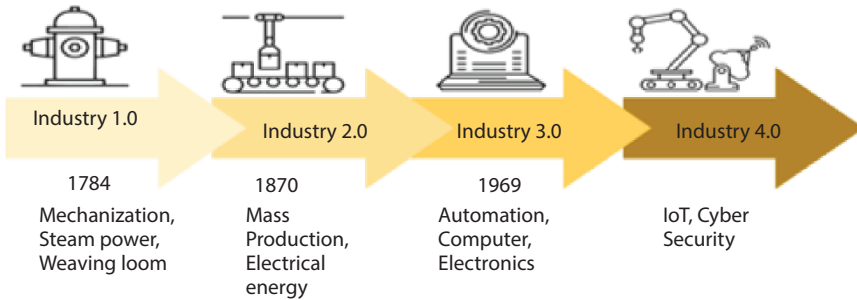 Industry 1.0
Industry 2.0
Industry 3.0
Industry 4.0
1784
Mechanization,
Steam power,
Weaving loom
1870
Mass
Production,
Electrical
energy
1969
Automation,
Computer,
Electronics
IoT, Cyber
Security